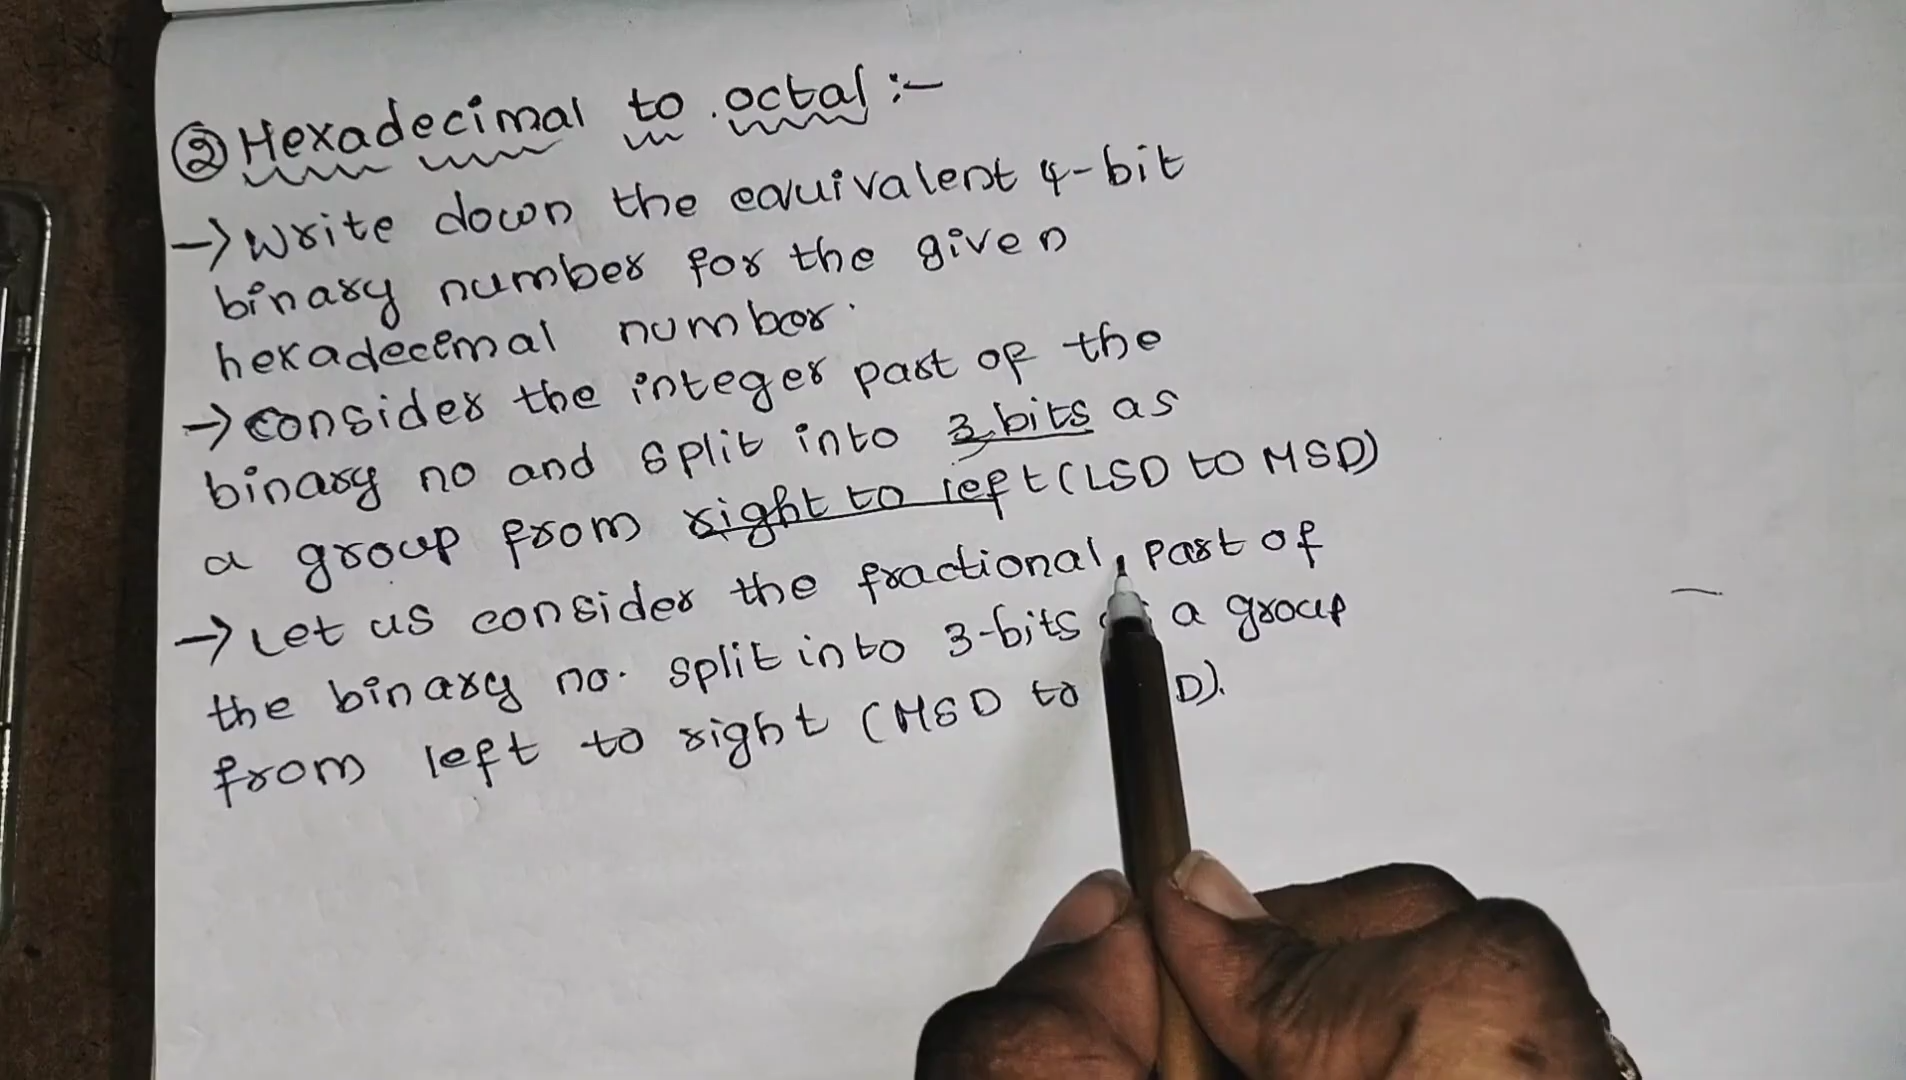 ② Hexadecimal to octal :-
→ Write down the equivalent 4-bit
binary number for the given
hexadecimal number.
→ Consider the integer part of the
binary no and split into 3 bits as
a group from right to left (LSD to MSD)
→ Let us consider the fractional part of
the binary no. split into 3-bits a group
from left to right (MSD to D).